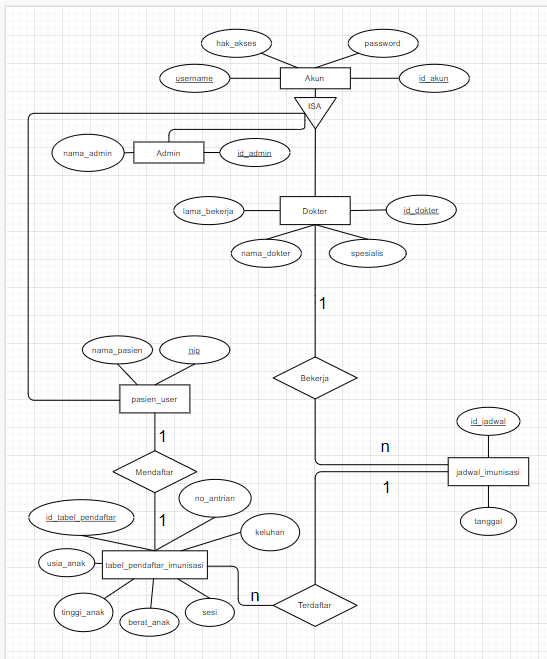 hak_akses
password
username
Akun
id_akun
ISA
nama_admin
Admin
id_admin
lama_bekerja
Dokter
id_dokter
nama_dokter
spesialis
1
nama_pasien
nip
Bekerja
pasien_user
id_jadwal
1
n
Mendaftar
jadwal_imunisasi
1
no_antrian
id_tabel_pendaftar
1
tanggal
keluhan
usia_anak
tabel_pendaftar_imunisasi
n
tinggi_anak
berat_anak
sesi
Terdaftar